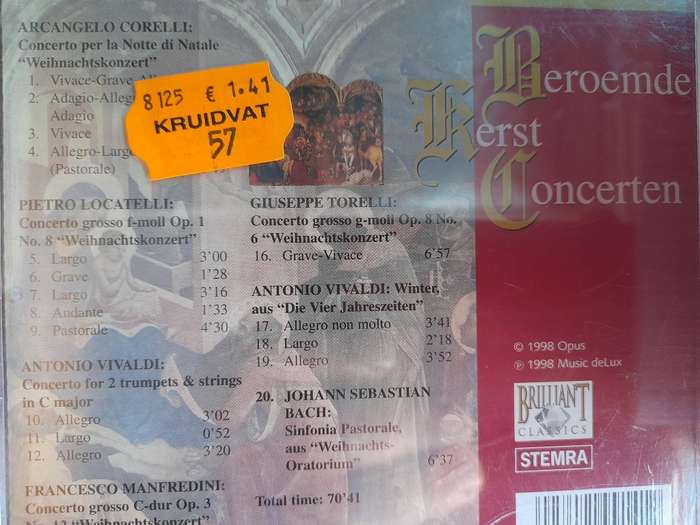 ARCANGELO CORELLI:
Concerto per la Notte di Natale
"Weihnachtskonzert"
1. Vivace-Grave-
2. Adagio-Alleg
Adagio
3. Vivace
4. Allegro-Larg
(Pastorale)
8125 € 1.41
KRUIDVAT
57
PIETRO LOCATELLI:
Concerto grosso f-moll Op. 1
No. 8 "Weihnachtskonzert"
5. Largo 3'00
6. Grave 1'28
7. Largo 3'16
8. Andante 1'33
9. Pastorale 4'30
ANTONIO VIVALDI:
Concerto for 2 trumpets & strings
in C major
10. Allegro 3'02
11. Largo 0'52
12. Allegro 3'20
FRANCESCO MANFREDINI:
Concerto grosso C-dur Op. 3
No. 12 "Weihnachtskonzert"
GIUSEPPE TORELLI:
Concerto grosso g-moll Op. 8 No.
6 "Weihnachtskonzert"
16. Grave-Vivace 6'57
ANTONIO VIVALDI: Winter,
aus "Die Vier Jahreszeiten"
17. Allegro non molto 3'41
18. Largo 2'18
19. Allegro 3'52
20. JOHANN SEBASTIAN
BACH:
Sinfonia Pastorale,
aus "Weihnachts-
Oratorium" 6'37
Total time: 70'41
Beroemde
Kerst
Concerten
© 1998 Opus
℗ 1998 Music deLux
BRILLIANT
CLASSICS
STEMRA